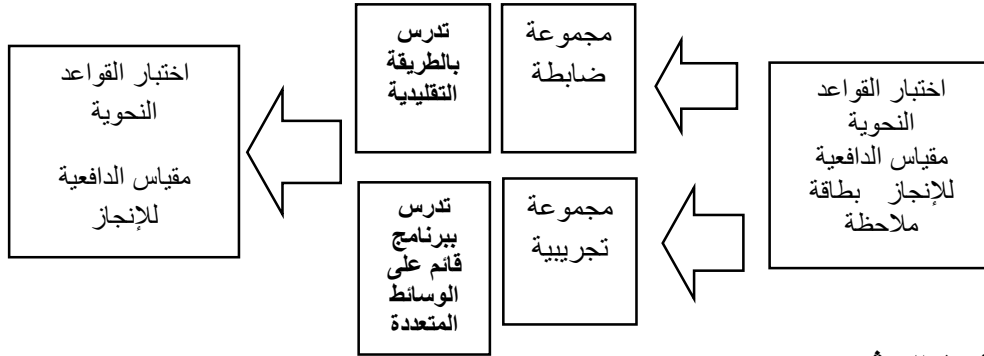 اختبار القواعد
النحوية
مقياس الدافعية
للإنجاز بطاقة
ملاحظة
مجموعة
ضابطة
تدرس
بالطريقة
التقليدية
مجموعة
تجريبية
تدرس
ببرنامج
قائم على
الوسائط
المتعددة
اختبار القواعد
النحوية
مقياس الدافعية
للإنجاز